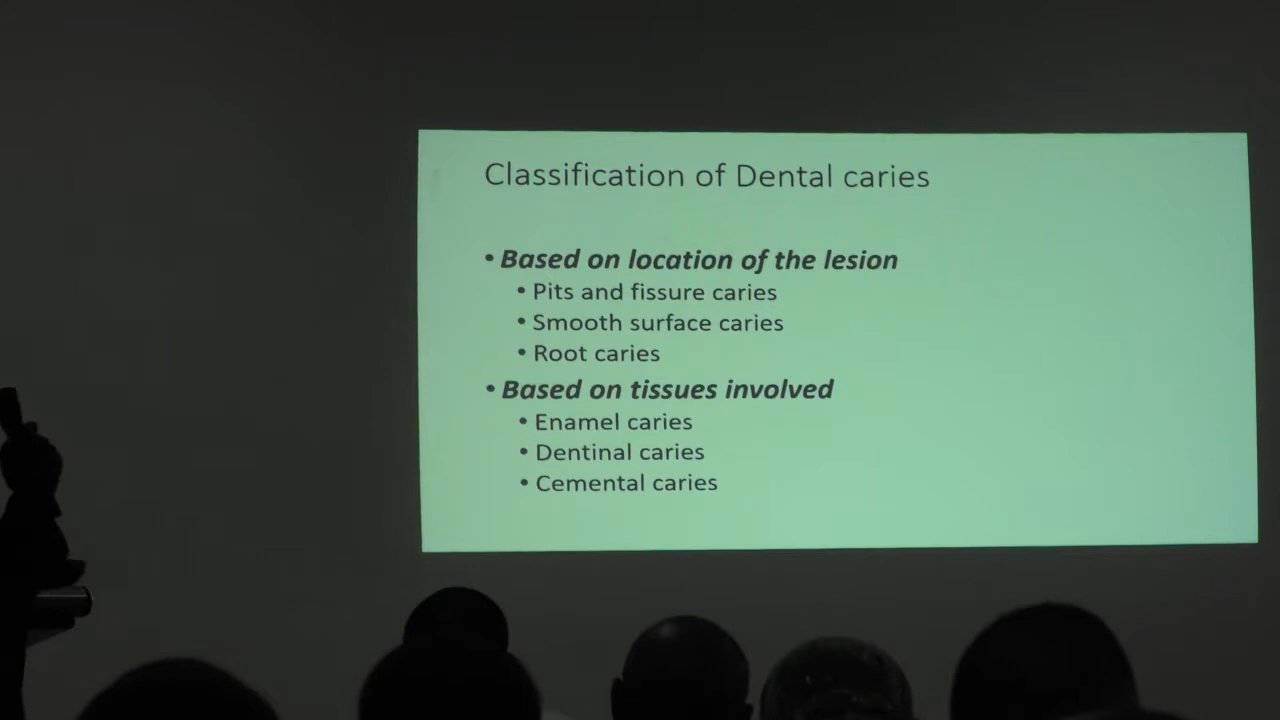 Classification of Dental caries
• Based on location of the lesion
• Pits and fissure caries
• Smooth surface caries
• Root caries
• Based on tissues involved
• Enamel caries
• Dentinal caries
• Cemental caries